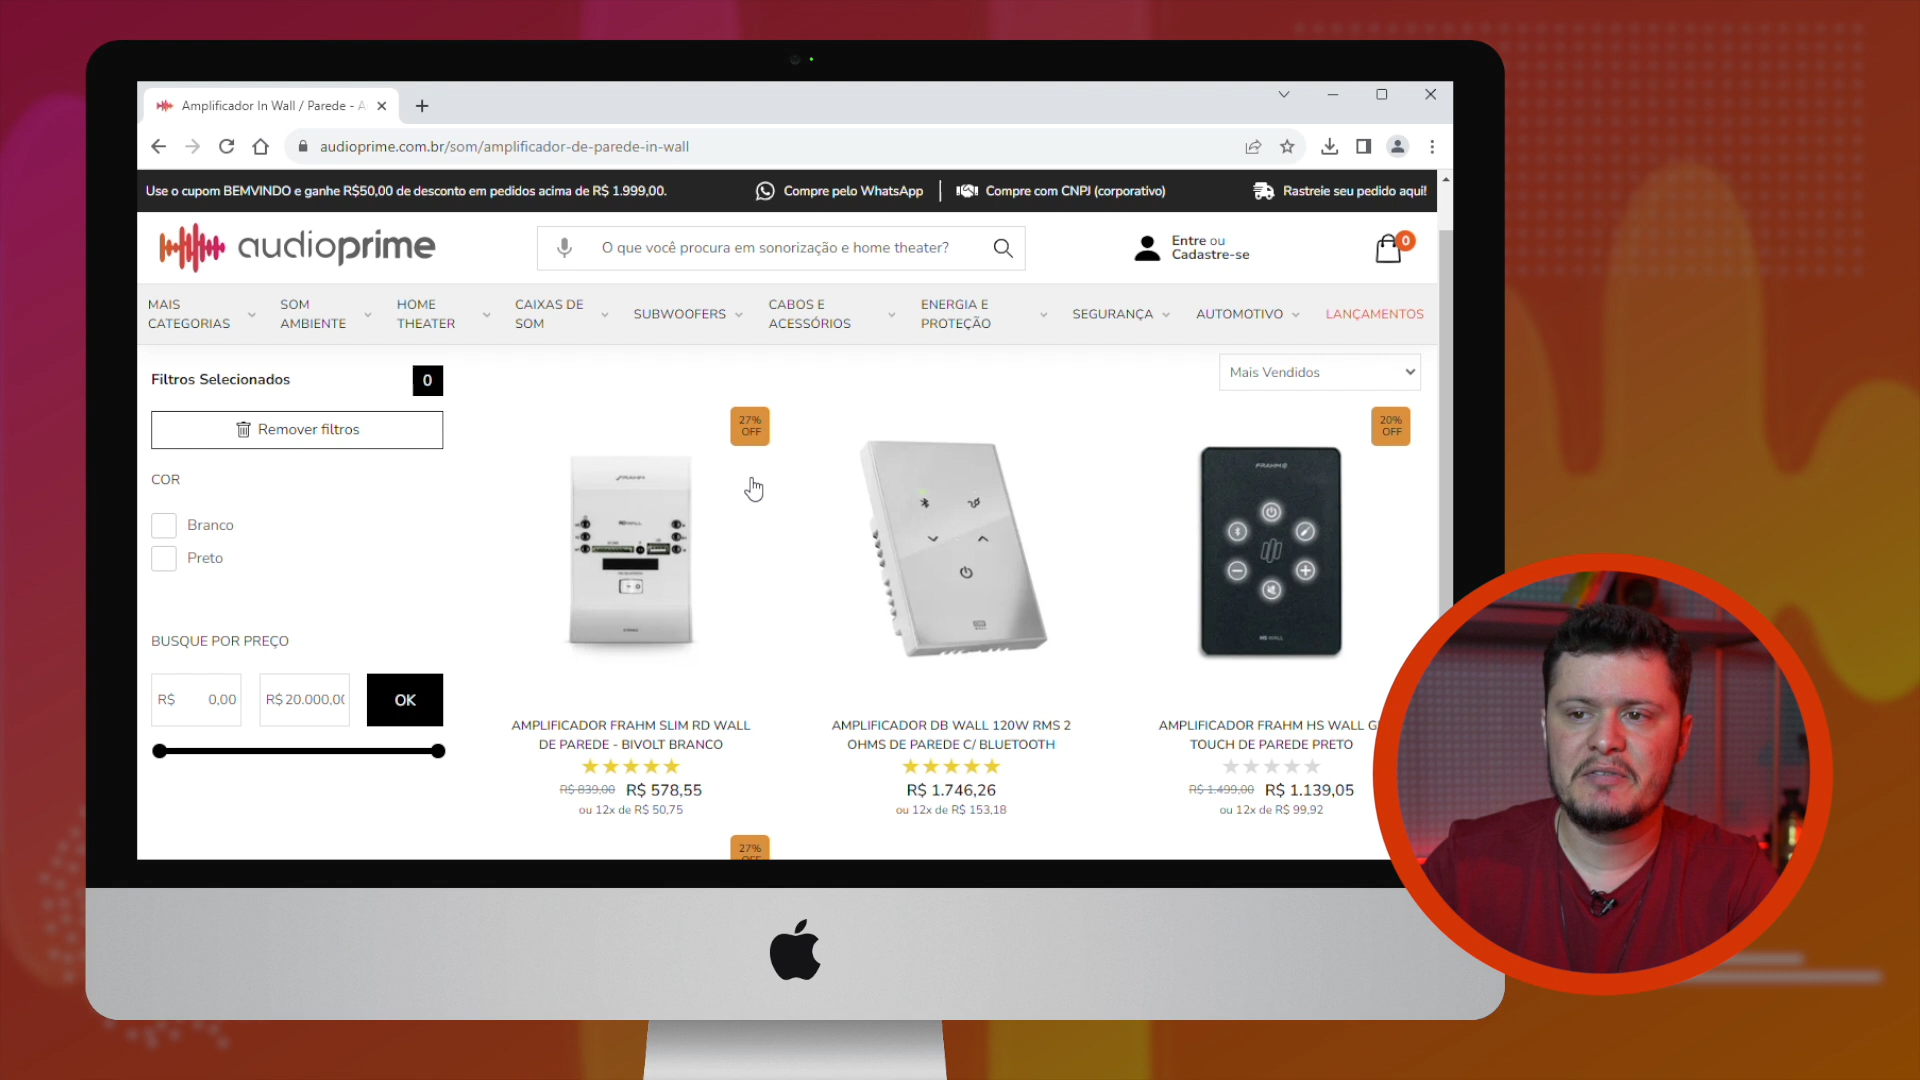 Amplificador In Wall / Parede - A
audioprime.com.br/som/amplificador-de-parede-in-wall
Use o cupom BEMVINDO e ganhe R$50,00 de desconto em pedidos acima de R$ 1.999,00.
Compre pelo WhatsApp
Compre com CNPJ (corporativo)
Rastreie seu pedido aqui!
audioprime
O que você procura em sonorização e home theater?
Entre ou
Cadastre-se
0
MAIS
CATEGORIAS
SOM
AMBIENTE
HOME
THEATER
CAIXAS DE
SOM
SUBWOOFERS
CABOS E
ACESSÓRIOS
ENERGIA E
PROTEÇÃO
SEGURANÇA
AUTOMOTIVO
LANÇAMENTOS
Filtros Selecionados
0
Remover filtros
COR
Branco
Preto
BUSQUE POR PREÇO
R$ 0,00
R$ 20.000,0
OK
Mais Vendidos
27%
OFF
FRAHM
AMPLIFICADOR FRAHM SLIM RD WALL
DE PAREDE - BIVOLT BRANCO
R$ 839,00 R$ 578,55
ou 12x de R$ 50,75
AMPLIFICADOR DB WALL 120W RMS 2
OHMS DE PAREDE C/ BLUETOOTH
R$ 1.746,26
ou 12x de R$ 153,18
20%
OFF
FRAHM
HS WALL
AMPLIFICADOR FRAHM HS WALL G
TOUCH DE PAREDE PRETO
R$ 1.499,00 R$ 1.139,05
ou 12x de R$ 99,92
27%
OFF